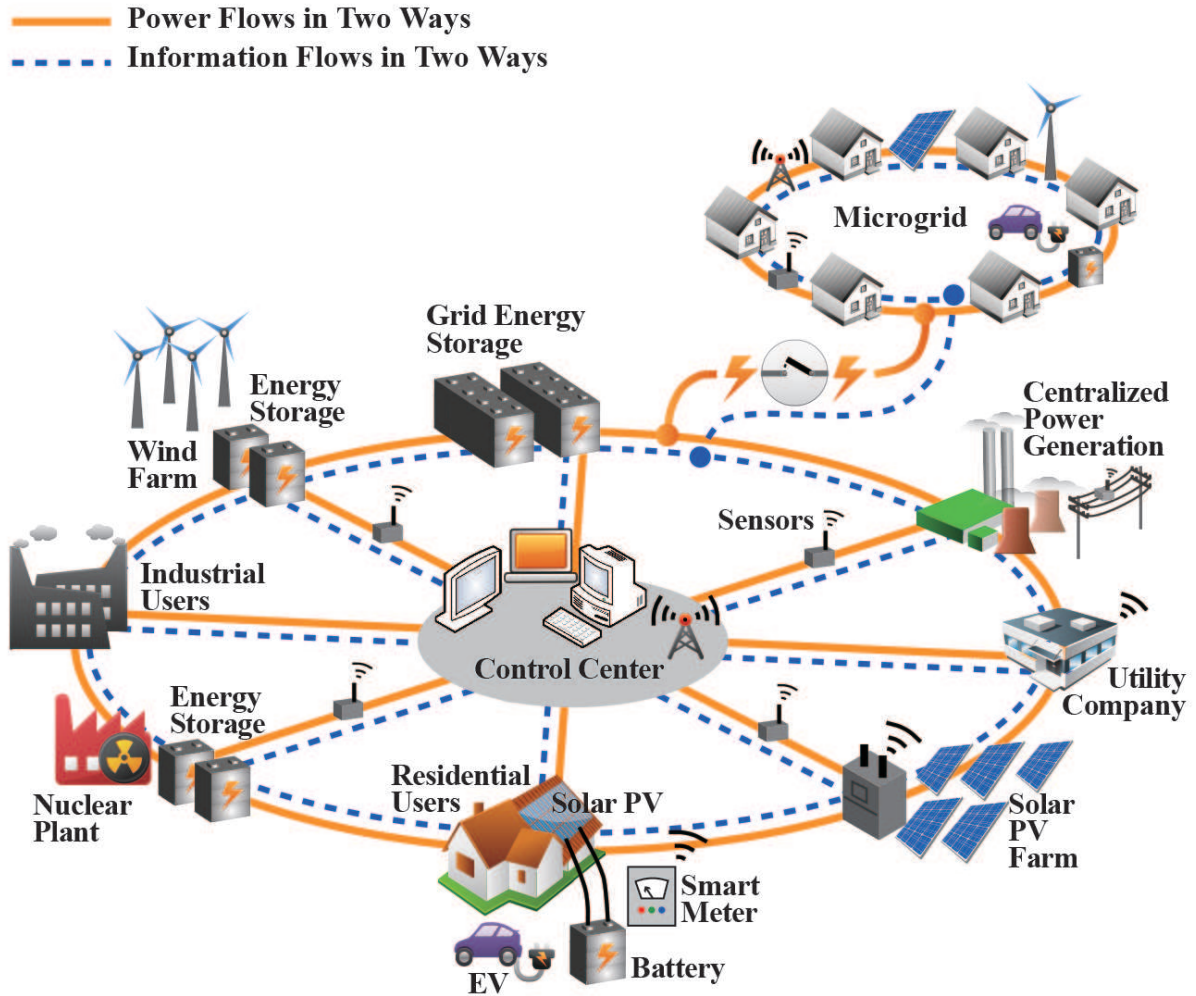 Power Flows in Two Ways
Information Flows in Two Ways
Microgrid
Grid Energy
Storage
Energy
Storage
Wind
Farm
Centralized
Power
Generation
Sensors
Industrial
Users
Control Center
Utility
Company
Energy
Storage
Nuclear
Plant
Residential
Users
Solar PV
Solar
PV
Farm
Smart
Meter
EV
Battery